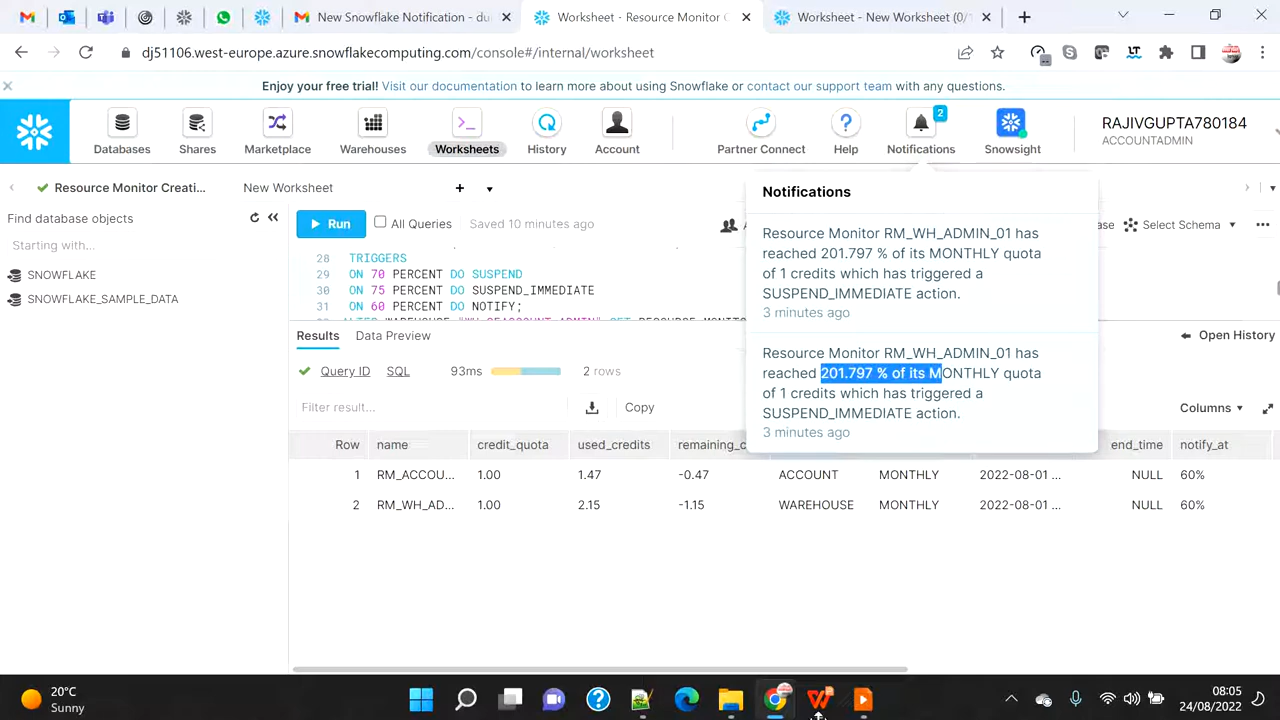 New Snowflake Notification - du
Worksheet - Resource Monitor C
Worksheet - New Worksheet (0/1
dj51106.west-europe.azure.snowflakecomputing.com/console#/internal/worksheet
Enjoy your free trial! Visit our documentation to learn more about using Snowflake or contact our support team with any questions.
Databases
Shares
Marketplace
Warehouses
Worksheets
History
Account
Partner Connect
Help
2
Notifications
Snowsight
RAJIVGUPTA780184
ACCOUNTADMIN
Resource Monitor Creati...
New Worksheet
Find database objects
Starting with...
SNOWFLAKE
SNOWFLAKE_SAMPLE_DATA
Run
All Queries
Saved 10 minutes ago
ase
Select Schema
28 TRIGGERS
29 ON 70 PERCENT DO SUSPEND
30 ON 75 PERCENT DO SUSPEND_IMMEDIATE
31 ON 60 PERCENT DO NOTIFY;
Notifications
Resource Monitor RM_WH_ADMIN_01 has
reached 201.797 % of its MONTHLY quota
of 1 credits which has triggered a
SUSPEND_IMMEDIATE action.
3 minutes ago
Resource Monitor RM_WH_ADMIN_01 has
reached 201.797 % of its MONTHLY quota
of 1 credits which has triggered a
SUSPEND_IMMEDIATE action.
3 minutes ago
Results
Data Preview
Open History
Query ID
SQL
93ms
2 rows
Filter result...
Copy
Columns
Row name credit_quota used_credits remaining_c end_time notify_at
1 RM_ACCOU... 1.00 1.47 -0.47 ACCOUNT MONTHLY 2022-08-01 ... NULL 60%
2 RM_WH_AD... 1.00 2.15 -1.15 WAREHOUSE MONTHLY 2022-08-01 ... NULL 60%
20°C
Sunny
08:05
24/08/2022